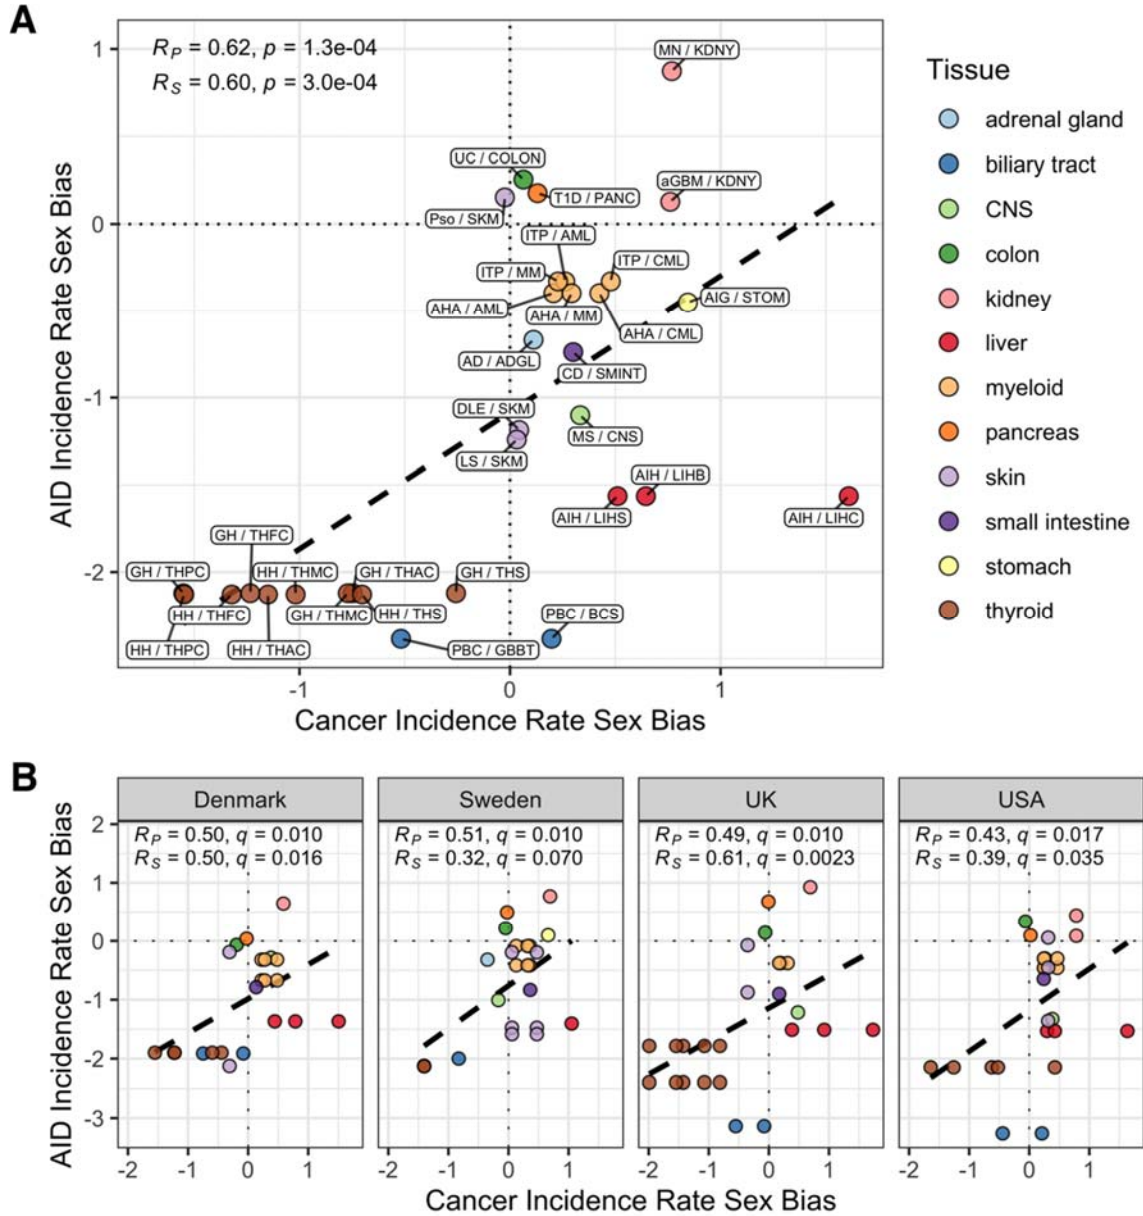 A
R_P = 0.62, p = 1.3e-04
R_S = 0.60, p = 3.0e-04
MN / KDNY
UC / COLON
aGBM / KDNY
T1D / PANC
Pso / SKM
ITP / AML
ITP / CML
ITP / MM
AIG / STOM
AHA / AML
AHA / MM
AHA / CML
AD / ADGL
CD / SMINT
DLE / SKM
MS / CNS
LS / SKM
AIH / LIHB
AIH / LIHS
AIH / LIHC
GH / THFC
GH / THPC
HH / THMC
GH / THAC
GH / THS
HH / THFC
GH / THMC
HH / THS
PBC / BCS
HH / THPC
HH / THAC
PBC / GBBT
1
0
-1
-2
AID Incidence Rate Sex Bias
-1
0
1
Cancer Incidence Rate Sex Bias
Tissue
adrenal gland
biliary tract
CNS
colon
kidney
liver
myeloid
pancreas
skin
small intestine
stomach
thyroid
B
Denmark
Sweden
UK
USA
R_P = 0.50, q = 0.010
R_S = 0.50, q = 0.016
R_P = 0.51, q = 0.010
R_S = 0.32, q = 0.070
R_P = 0.49, q = 0.010
R_S = 0.61, q = 0.0023
R_P = 0.43, q = 0.017
R_S = 0.39, q = 0.035
2
1
0
-1
-2
-3
AID Incidence Rate Sex Bias
-2 -1 0 1
-2 -1 0 1
-2 -1 0 1
-2 -1 0 1
Cancer Incidence Rate Sex Bias